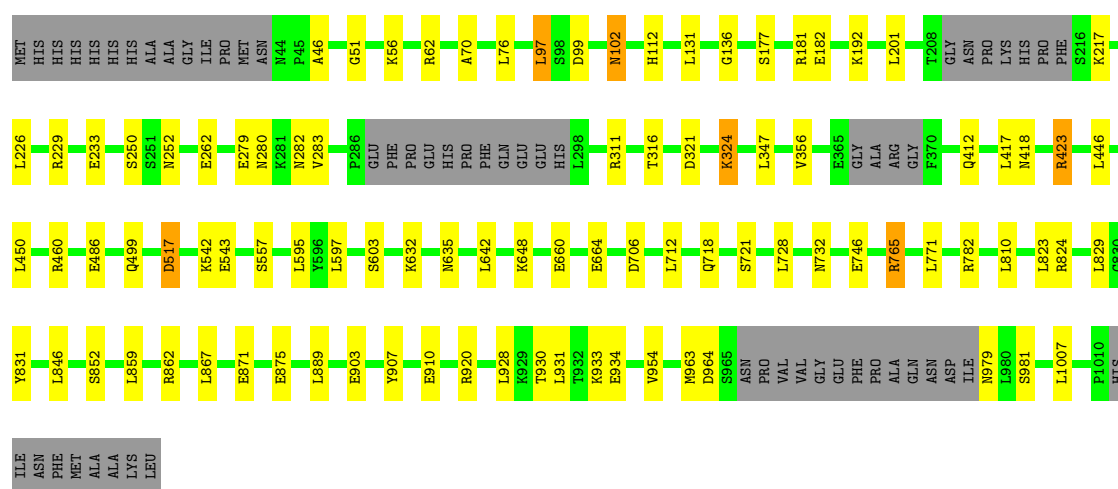 MET HIS HIS HIS HIS HIS HIS ALA ALA GLY ILE PRO MET ASN N44 P45 A46 G51 K56 R62 A70 L76 L97 S98 D99 N102 H112 L131 G136 S177 R181 E182 K192 L201 T208 GLY ASN PRO LYS HIS PRO PHE S216 K217
L226 R229 E233 S250 S251 N252 E262 E279 N280 K281 N282 V283 P286 GLU PHE PRO GLU HIS PRO PHE GLN GLU GLU HIS L298 R311 T316 D321 K324 L347 V356 E365 GLY ALA ARG GLY F370 Q412 L417 N418 R423 L446
L450 R460 E486 Q499 D517 K542 E543 S557 L595 Y596 L597 S603 K632 N635 L642 K648 E660 E664 D706 L712 Q718 S721 L728 N732 E746 R765 L771 R782 L810 L823 R824 L829
Y831 L846 S852 L859 R862 L867 E871 E875 L889 E903 Y907 E910 R920 L928 K929 T930 L931 T932 K933 E934 V954 M963 D964 S965 ASN PRO VAL VAL GLY GLU PHE PRO ALA GLN ASN ASP ILE N979 L980 S981 L1007 P1010 HIS
ILE ASN PHE MET ALA ALA LYS LEU